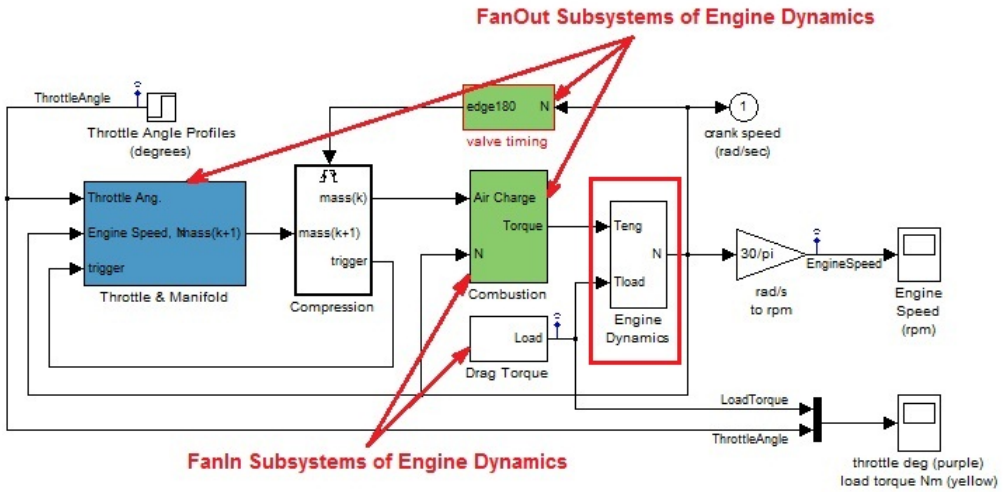 FanOut Subsystems of Engine Dynamics
ThrottleAngle
Throttle Angle Profiles
(degrees)
edge180 N
valve timing
1
crank speed
(rad/sec)
Throttle Ang.
Engine Speed, N
mass(k+1)
trigger
Throttle & Manifold
mass(k)
mass(k+1)
trigger
Compression
Air Charge
Torque
N
Combustion
Teng
N
Tload
Engine
Dynamics
30/pi
rad/s
to rpm
EngineSpeed
Engine
Speed
(rpm)
Load
Drag Torque
LoadTorque
ThrottleAngle
throttle deg (purple)
load torque Nm (yellow)
FanIn Subsystems of Engine Dynamics